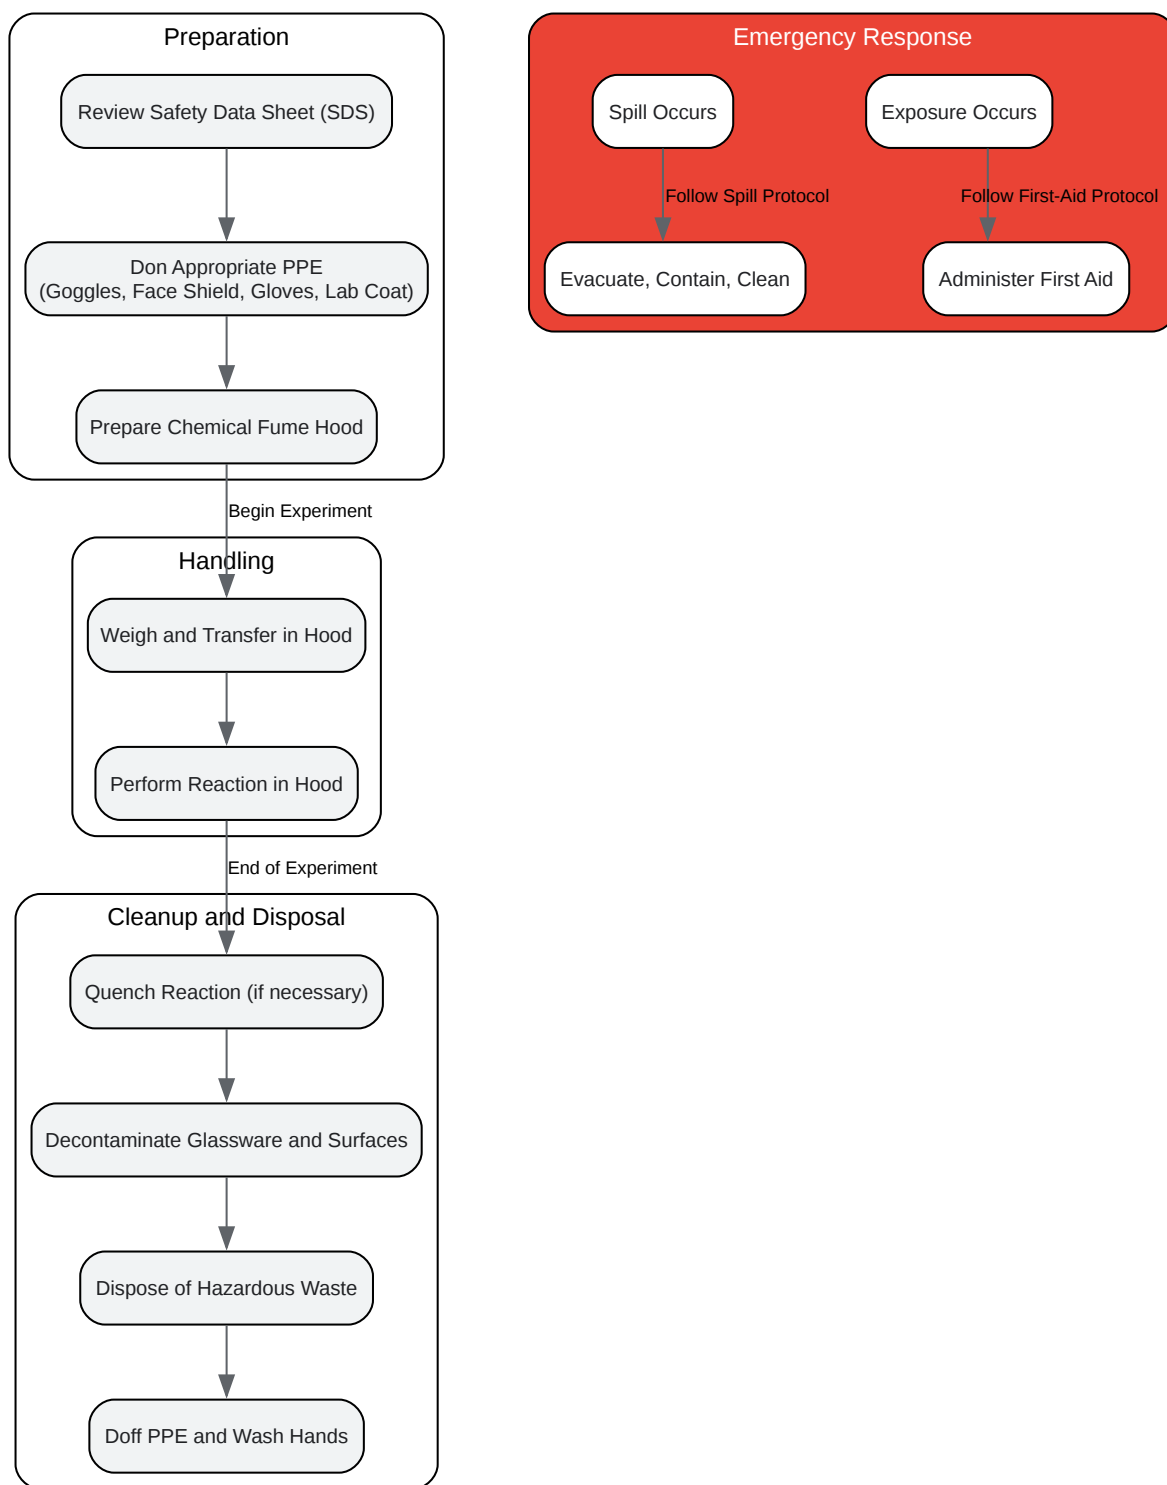 Preparation
Review Safety Data Sheet (SDS)
Don Appropriate PPE
(Goggles, Face Shield, Gloves, Lab Coat)
Prepare Chemical Fume Hood
Begin Experiment
Handling
Weigh and Transfer in Hood
Perform Reaction in Hood
End of Experiment
Cleanup and Disposal
Quench Reaction (if necessary)
Decontaminate Glassware and Surfaces
Dispose of Hazardous Waste
Doff PPE and Wash Hands
Emergency Response
Spill Occurs
Follow Spill Protocol
Evacuate, Contain, Clean
Exposure Occurs
Follow First-Aid Protocol
Administer First Aid